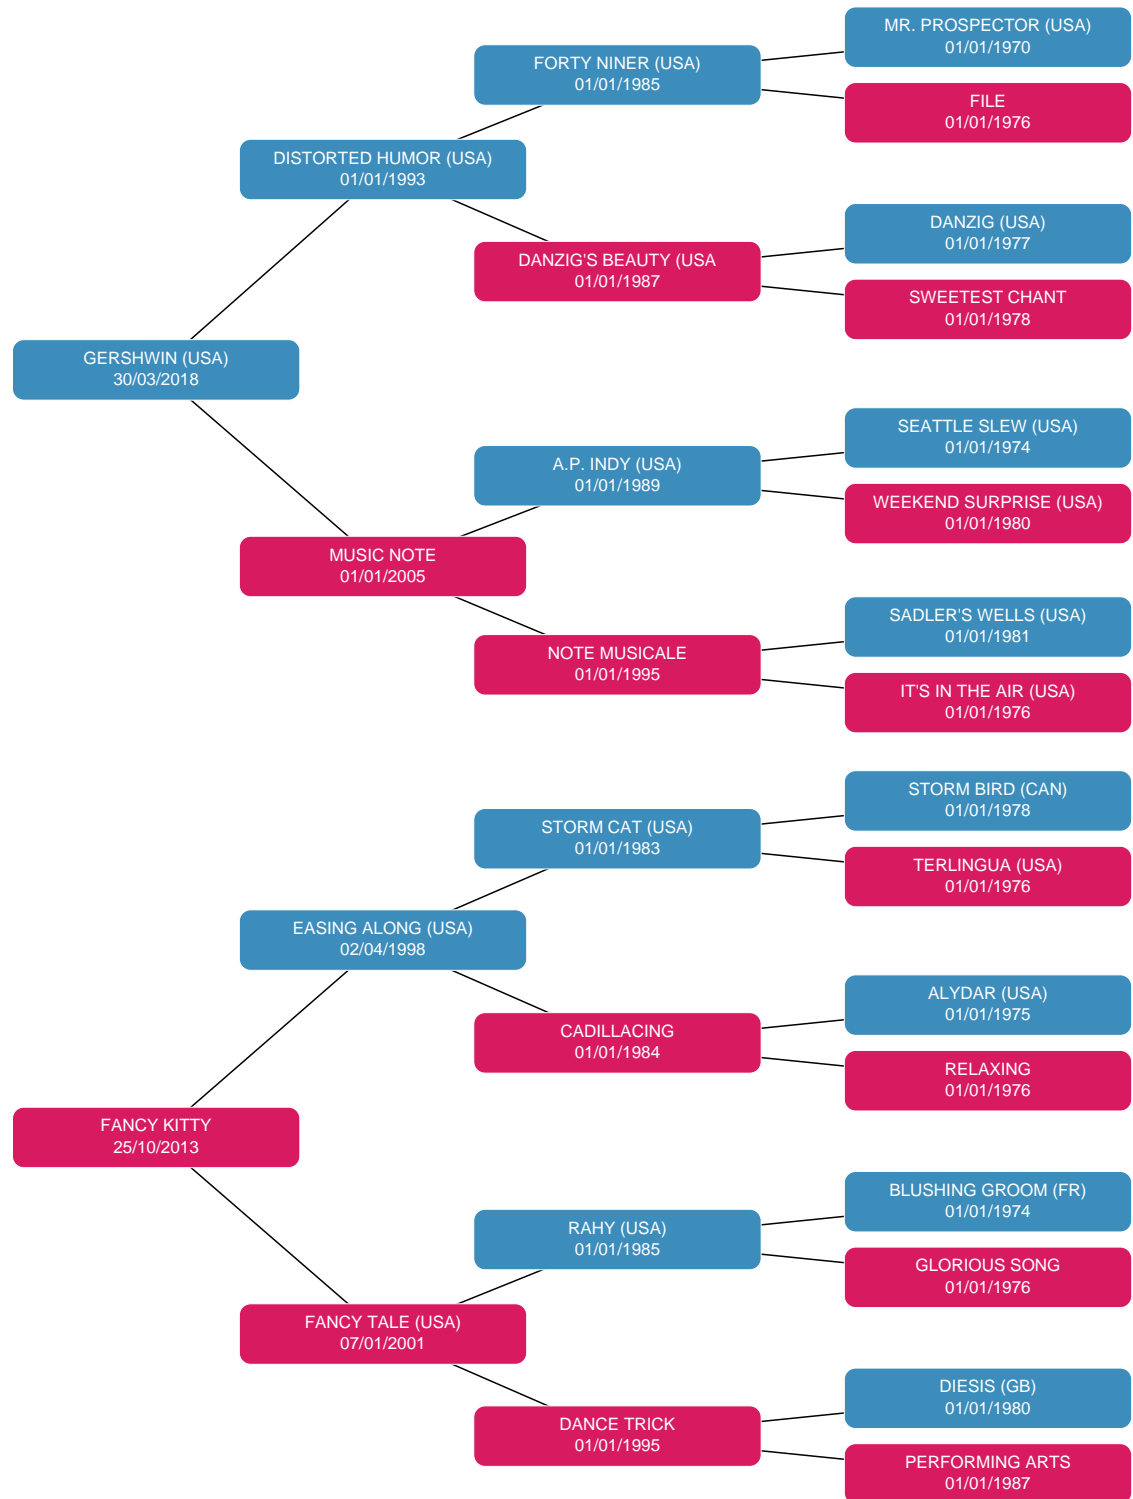 MR. PROSPECTOR (USA)
01/01/1970
FORTY NINER (USA)
01/01/1985
FILE
01/01/1976
DISTORTED HUMOR (USA)
01/01/1993
DANZIG (USA)
01/01/1977
DANZIG'S BEAUTY (USA
01/01/1987
SWEETEST CHANT
01/01/1978
GERSHWIN (USA)
30/03/2018
SEATTLE SLEW (USA)
01/01/1974
A.P. INDY (USA)
01/01/1989
WEEKEND SURPRISE (USA)
01/01/1980
MUSIC NOTE
01/01/2005
SADLER'S WELLS (USA)
01/01/1981
NOTE MUSICALE
01/01/1995
IT'S IN THE AIR (USA)
01/01/1976
STORM BIRD (CAN)
01/01/1978
STORM CAT (USA)
01/01/1983
TERLINGUA (USA)
01/01/1976
EASING ALONG (USA)
02/04/1998
ALYDAR (USA)
01/01/1975
CADILLACING
01/01/1984
RELAXING
01/01/1976
FANCY KITTY
25/10/2013
BLUSHING GROOM (FR)
01/01/1974
RAHY (USA)
01/01/1985
GLORIOUS SONG
01/01/1976
FANCY TALE (USA)
07/01/2001
DIESIS (GB)
01/01/1980
DANCE TRICK
01/01/1995
PERFORMING ARTS
01/01/1987